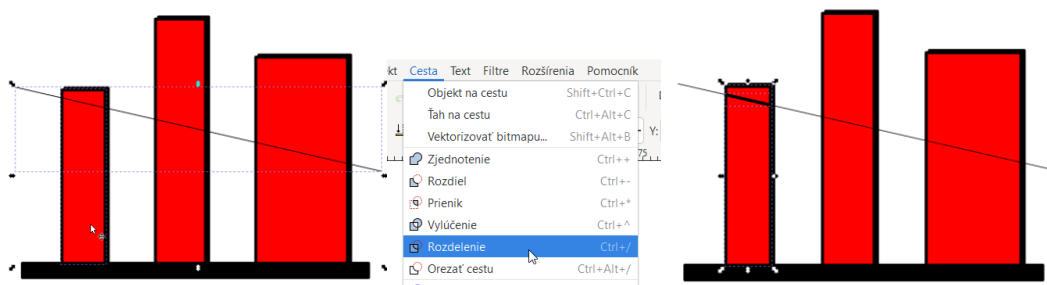 kt Cesta Text Filtre Rozšírenia Pomocník
Objekt na cestu Shift+Ctrl+C
Ťah na cestu Ctrl+Alt+C
Vektorizovať bitmapu... Shift+Alt+B Y:
75
Zjednotenie Ctrl++
Rozdiel Ctrl+-
Prienik Ctrl+*
Vylúčenie Ctrl+^
Rozdelenie Ctrl+/
Orezať cestu Ctrl+Alt+/